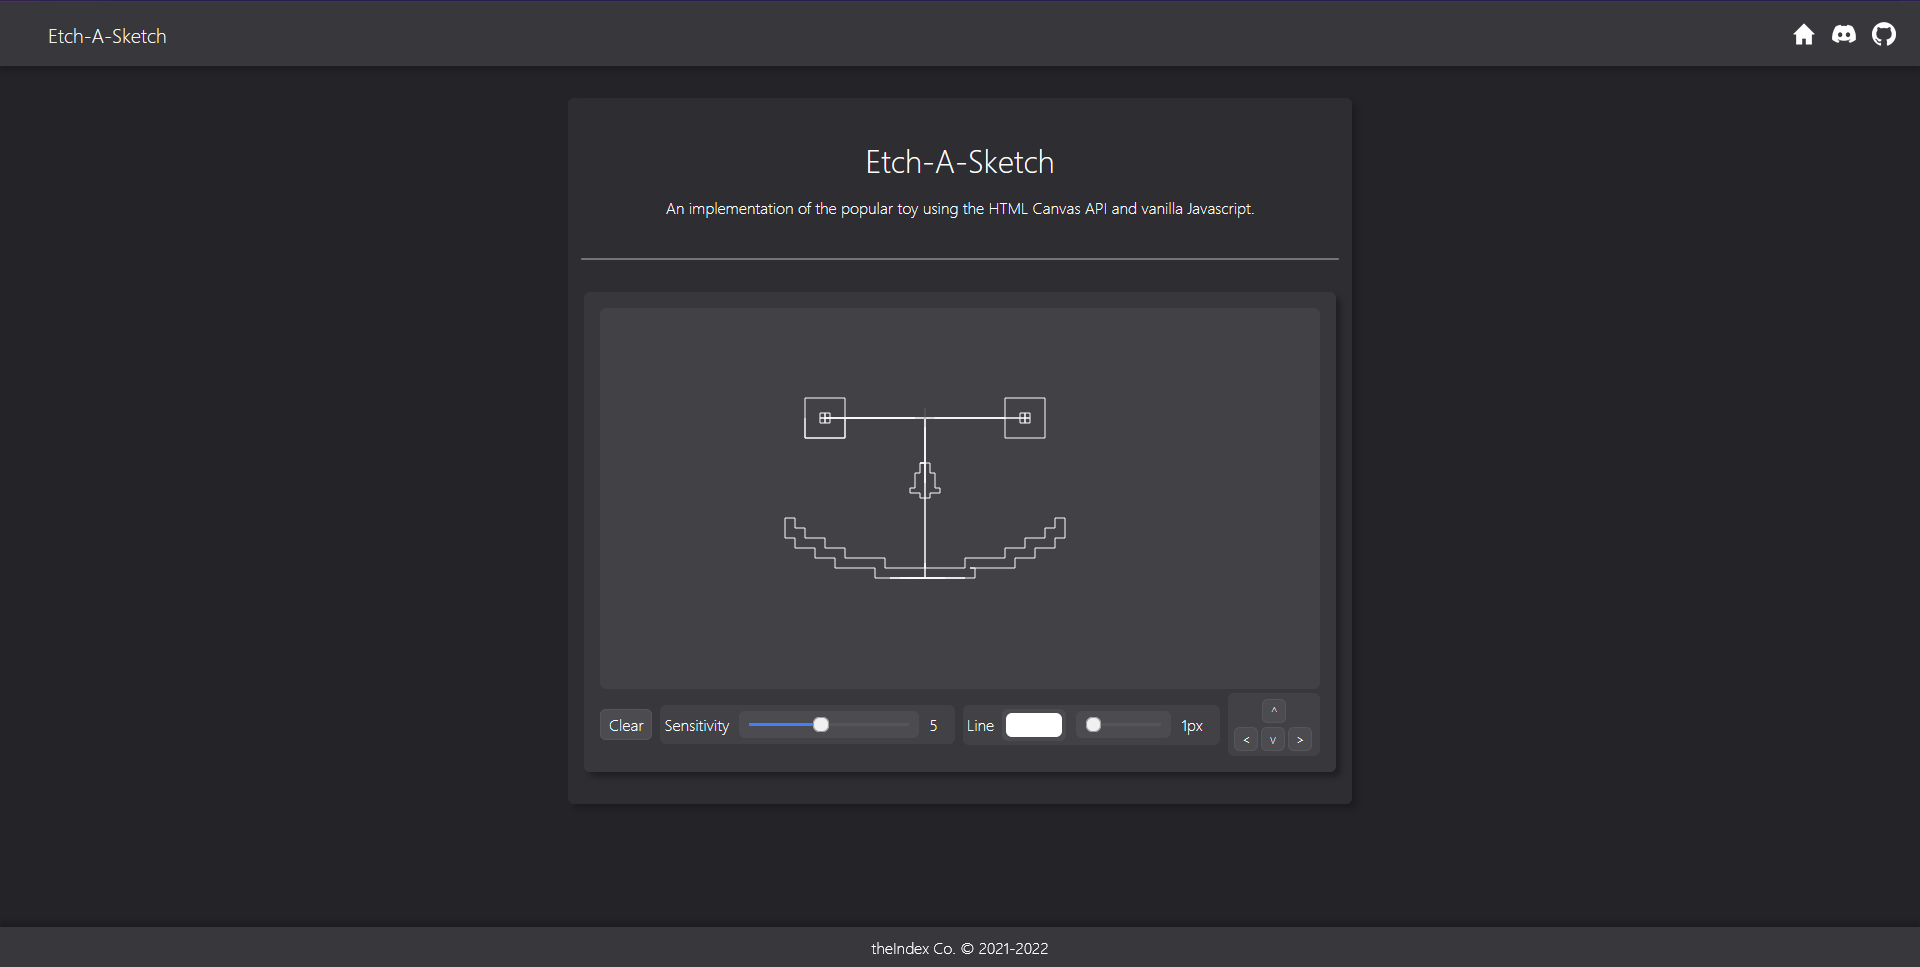 Etch-A-Sketch
Etch-A-Sketch
An implementation of the popular toy using the HTML Canvas API and vanilla Javascript.
Clear Sensitivity 5 Line 1px
^
< v >
theIndex Co. © 2021-2022